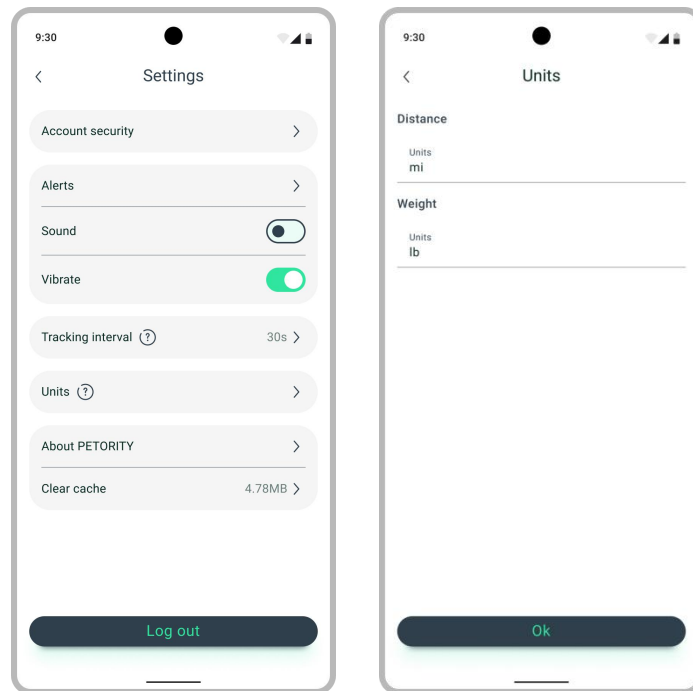 9:30
Settings
Account security
Alerts
Sound
Vibrate
Tracking interval ?
30s
Units ?
About PETORITY
Clear cache
4.78MB
Log out
9:30
Units
Distance
Units
mi
Weight
Units
lb
Ok